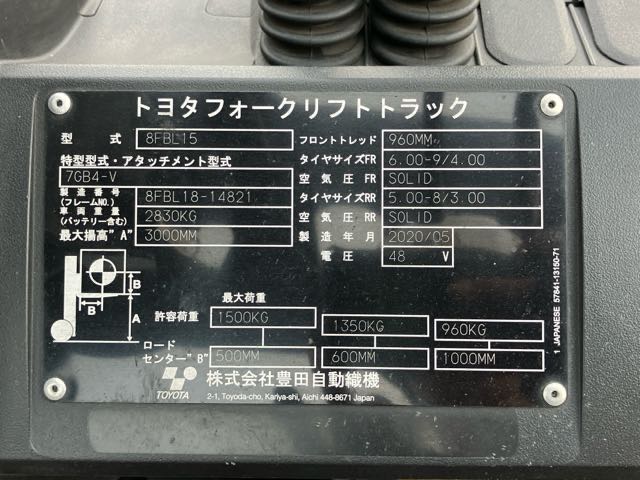 トヨタフォークリフトトラック
型式 8FBL15
特型型式・アタッチメント型式
7GB4-V
製造番号 (フレームNO.) 8FBL18-14821
車両重量 (バッテリー含む) 2830KG
最大揚高"A" 3000MM
フロントトレッド 960MM
タイヤサイズFR 6.00-9/4.00
空気圧FR SOLID
タイヤサイズRR 5.00-8/3.00
空気圧RR SOLID
製造年月 2020/05
電圧 48 V
B
B
A
最大荷重
許容荷重 1500KG 1350KG 960KG
ロードセンター"B" 500MM 600MM 1000MM
TOYOTA
株式会社豊田自動織機
2-1, Toyoda-cho, Kariya-shi, Aichi 448-8671 Japan
1 JAPANESE 57841-13150-71